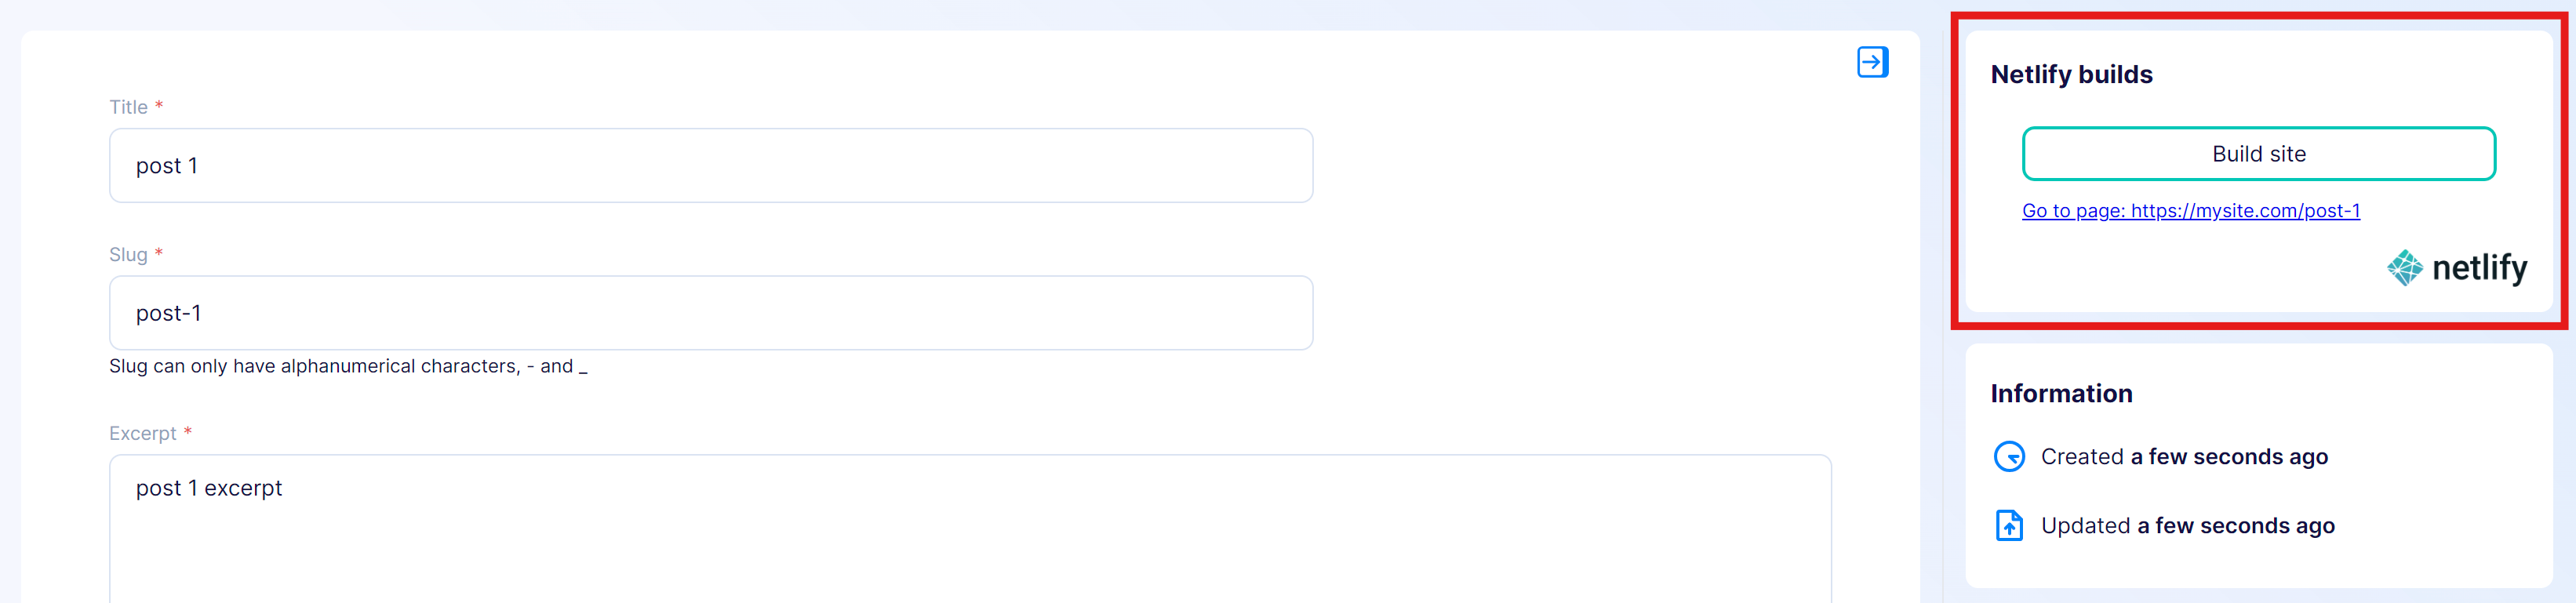 Title *
post 1
Slug *
post-1
Slug can only have alphanumerical characters, - and _
Excerpt *
post 1 excerpt
Netlify builds
Build site
Go to page: https://mysite.com/post-1
netlify
Information
Created a few seconds ago
Updated a few seconds ago